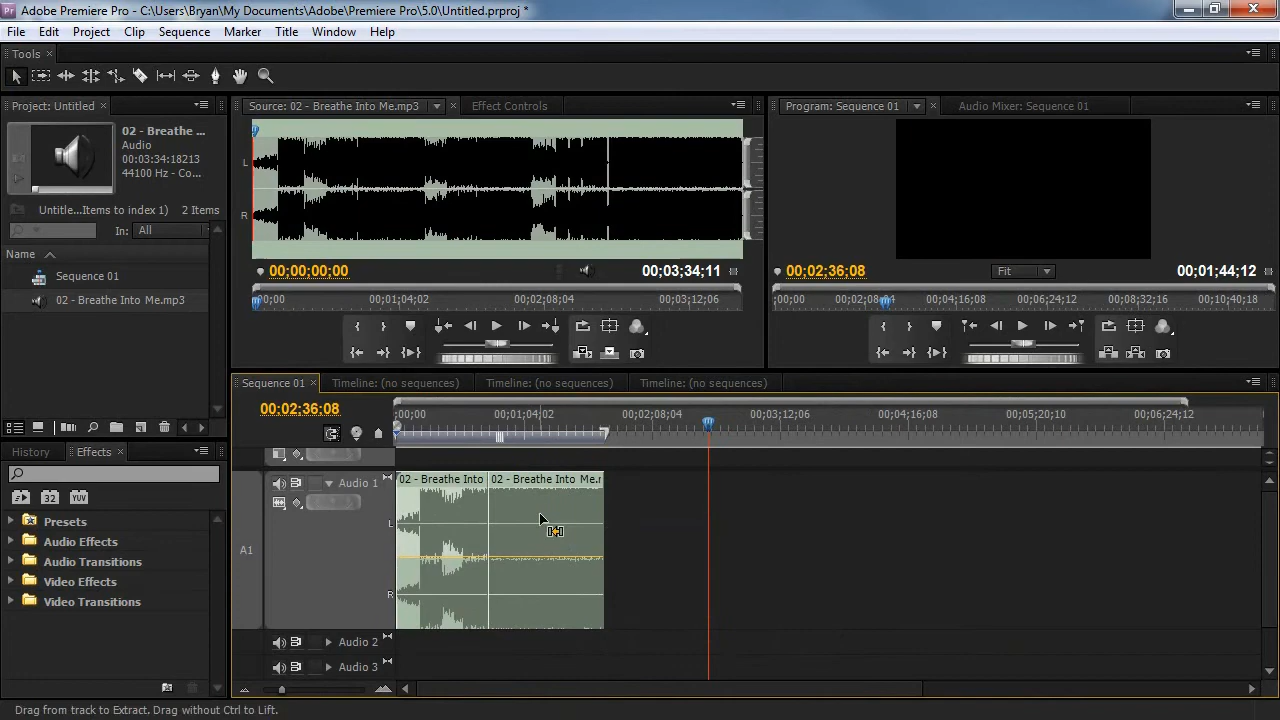 Adobe Premiere Pro - C:\Users\Bryan\My Documents\Adobe\Premiere Pro\5.0\Untitled.prproj *
File Edit Project Clip Sequence Marker Title Window Help
Tools
Project: Untitled
Source: 02 - Breathe Into Me.mp3
Effect Controls
Program: Sequence 01
Audio Mixer: Sequence 01
02 - Breathe ...
Audio
00:03:34:18213
44100 Hz - Co...
L
R
Untitle...Items to index 1) 2 Items
In: All
Name
Sequence 01
02 - Breathe Into Me.mp3
00:00:00:00
00;03;34;11
00:02:36:08
Fit
00;01;44;12
00;00 00;01;04;02 00;02;08;04 00;03;12;06
;00;00 00;02;08;04 00;04;16;08 00;06;24;12 00;08;32;16 00;10;40;18
Sequence 01 Timeline: (no sequences) Timeline: (no sequences) Timeline: (no sequences)
00:02:36:08
;00;00 00;01;04;02 00;02;08;04 00;03;12;06 00;04;16;08 00;05;20;10 00;06;24;12
History Effects
32 YUV
Presets
Audio Effects
Audio Transitions
Video Effects
Video Transitions
A1
Audio 1
02 - Breathe Into
02 - Breathe Into Me.r
L
R
Audio 2
Audio 3
Drag from track to Extract. Drag without Ctrl to Lift.